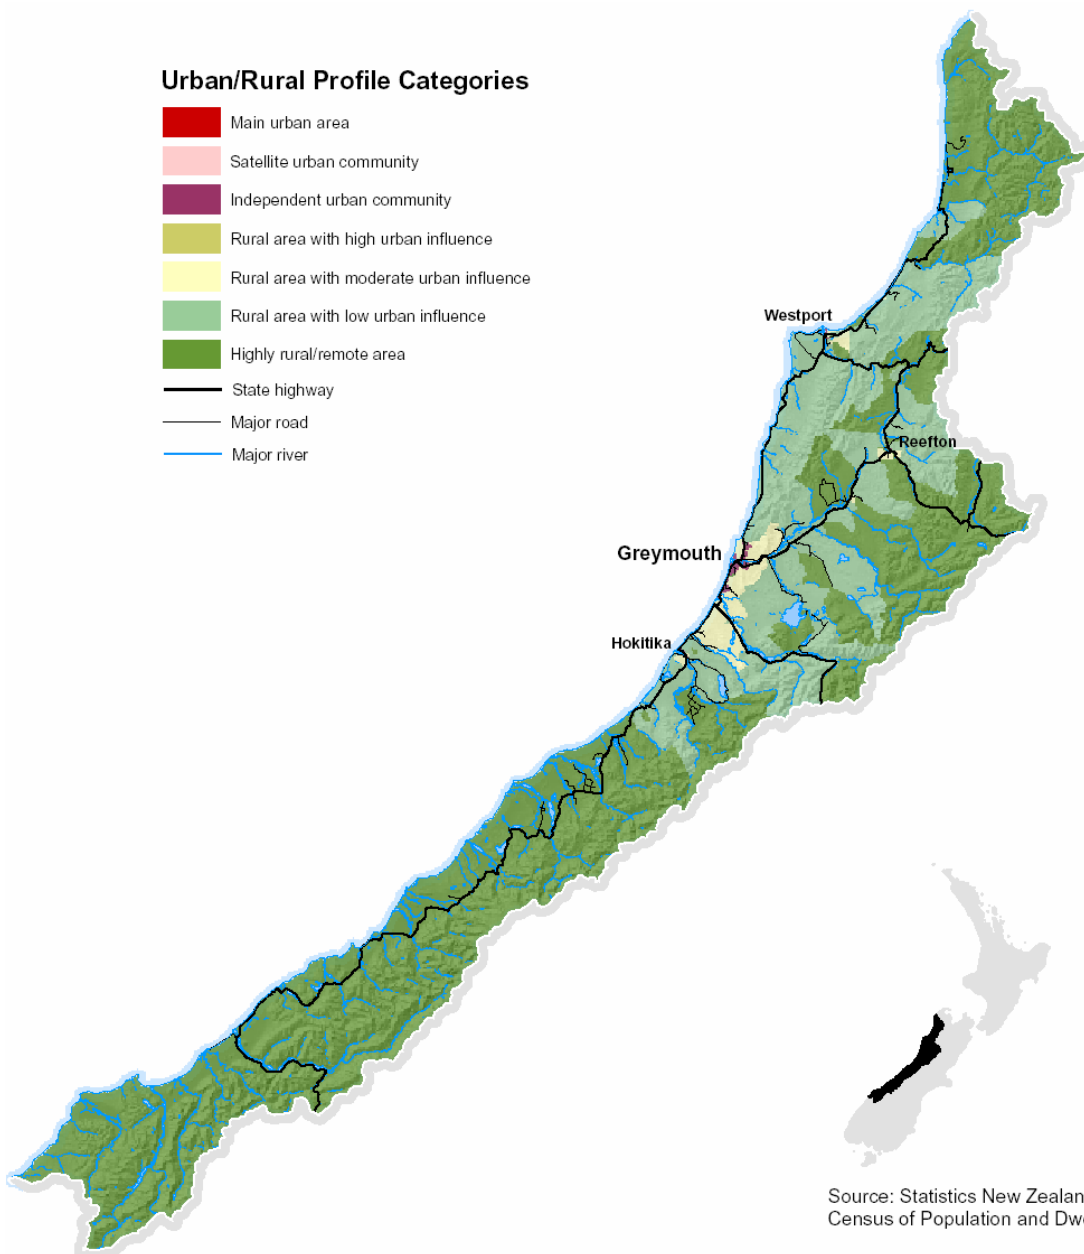 Urban/Rural Profile Categories
Main urban area
Satellite urban community
Independent urban community
Rural area with high urban influence
Rural area with moderate urban influence
Rural area with low urban influence
Highly rural/remote area
State highway
Major road
Major river
Westport
Reefton
Greymouth
Hokitika
Source: Statistics New Zealan
Census of Population and Dwe